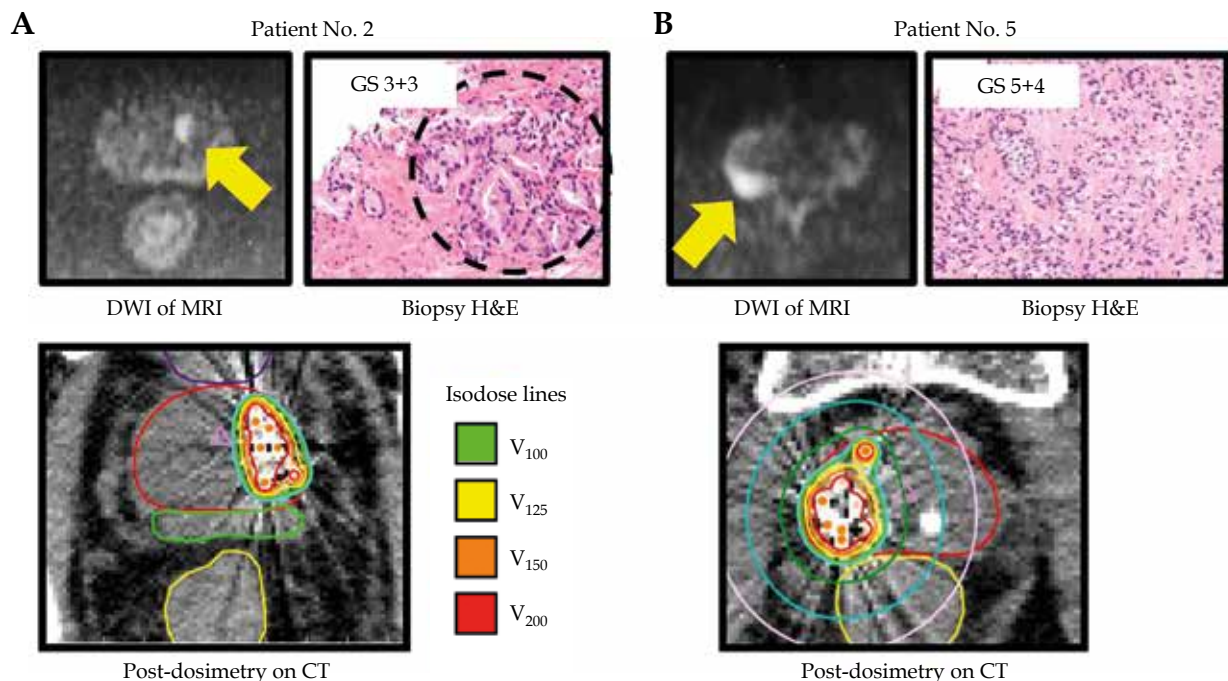 A
Patient No. 2
B
Patient No. 5
GS 3+3
GS 5+4
DWI of MRI
Biopsy H&E
DWI of MRI
Biopsy H&E
Isodose lines
V100
V125
V150
V200
Post-dosimetry on CT
Post-dosimetry on CT